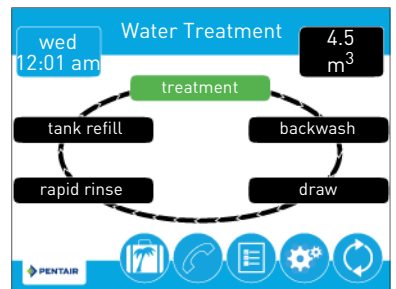 wed
12:01 am
Water Treatment
4.5
m³
treatment
tank refill
backwash
rapid rinse
draw
PENTAIR